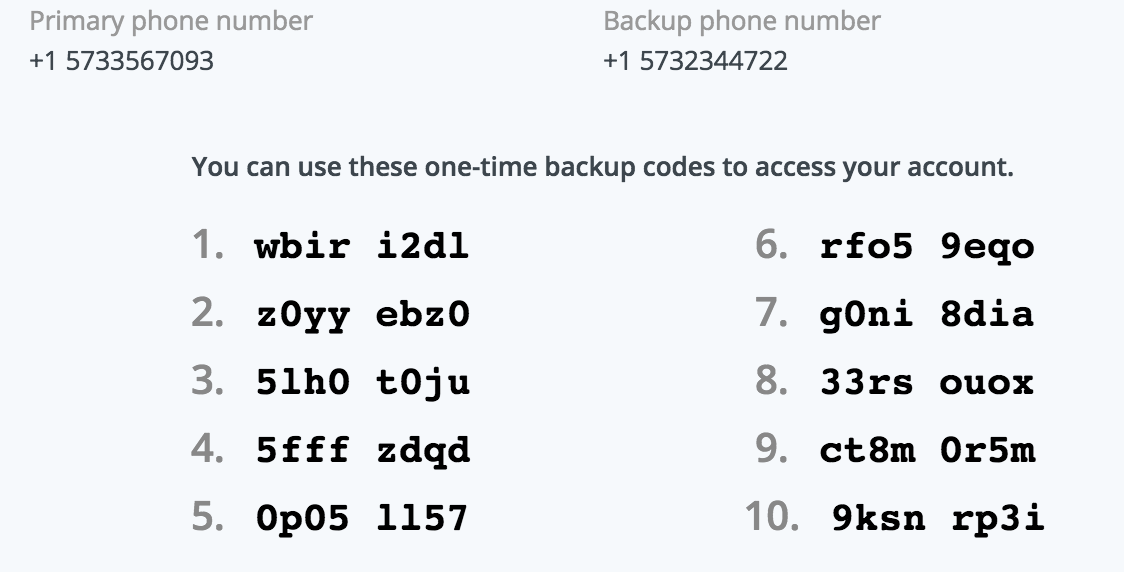 Primary phone number Backup phone number
+1 5733567093 +1 5732344722
You can use these one-time backup codes to access your account.
1. wbir i2dl 6. rfo5 9eqo
2. z0yy ebz0 7. g0ni 8dia
3. 5lh0 t0ju 8. 33rs ouox
4. 5fff zdqd 9. ct8m 0r5m
5. 0p05 ll57 10. 9ksn rp3i